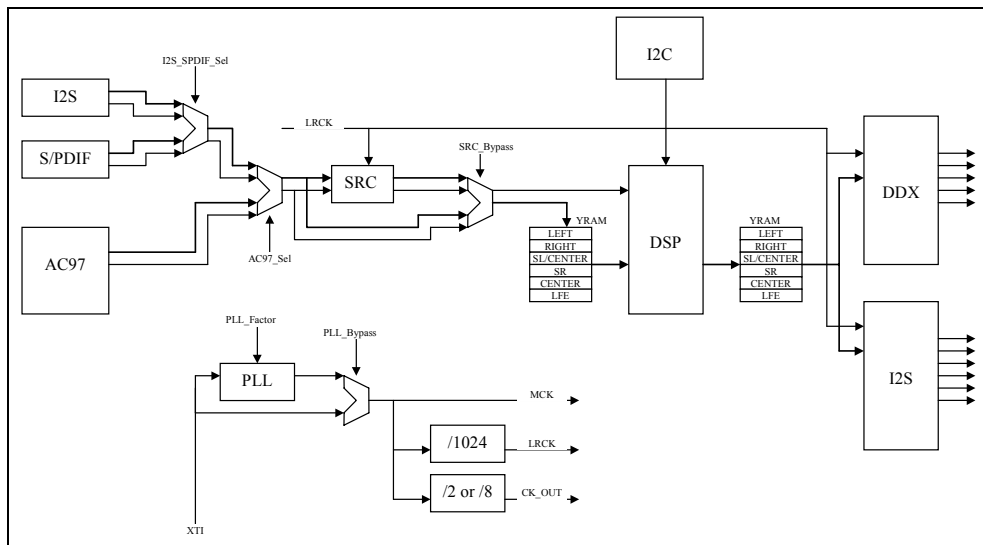 I2C
I2S_SPDIF_Sel
I2S
S/PDIF
LRCK
SRC_Bypass
SRC
DDX
AC97
AC97_Sel
YRAM
LEFT
RIGHT
SL/CENTER
SR
CENTER
LFE
DSP
YRAM
LEFT
RIGHT
SL/CENTER
SR
CENTER
LFE
PLL_Factor
PLL_Bypass
PLL
I2S
MCK
/1024
LRCK
/2 or /8
CK_OUT
XTI